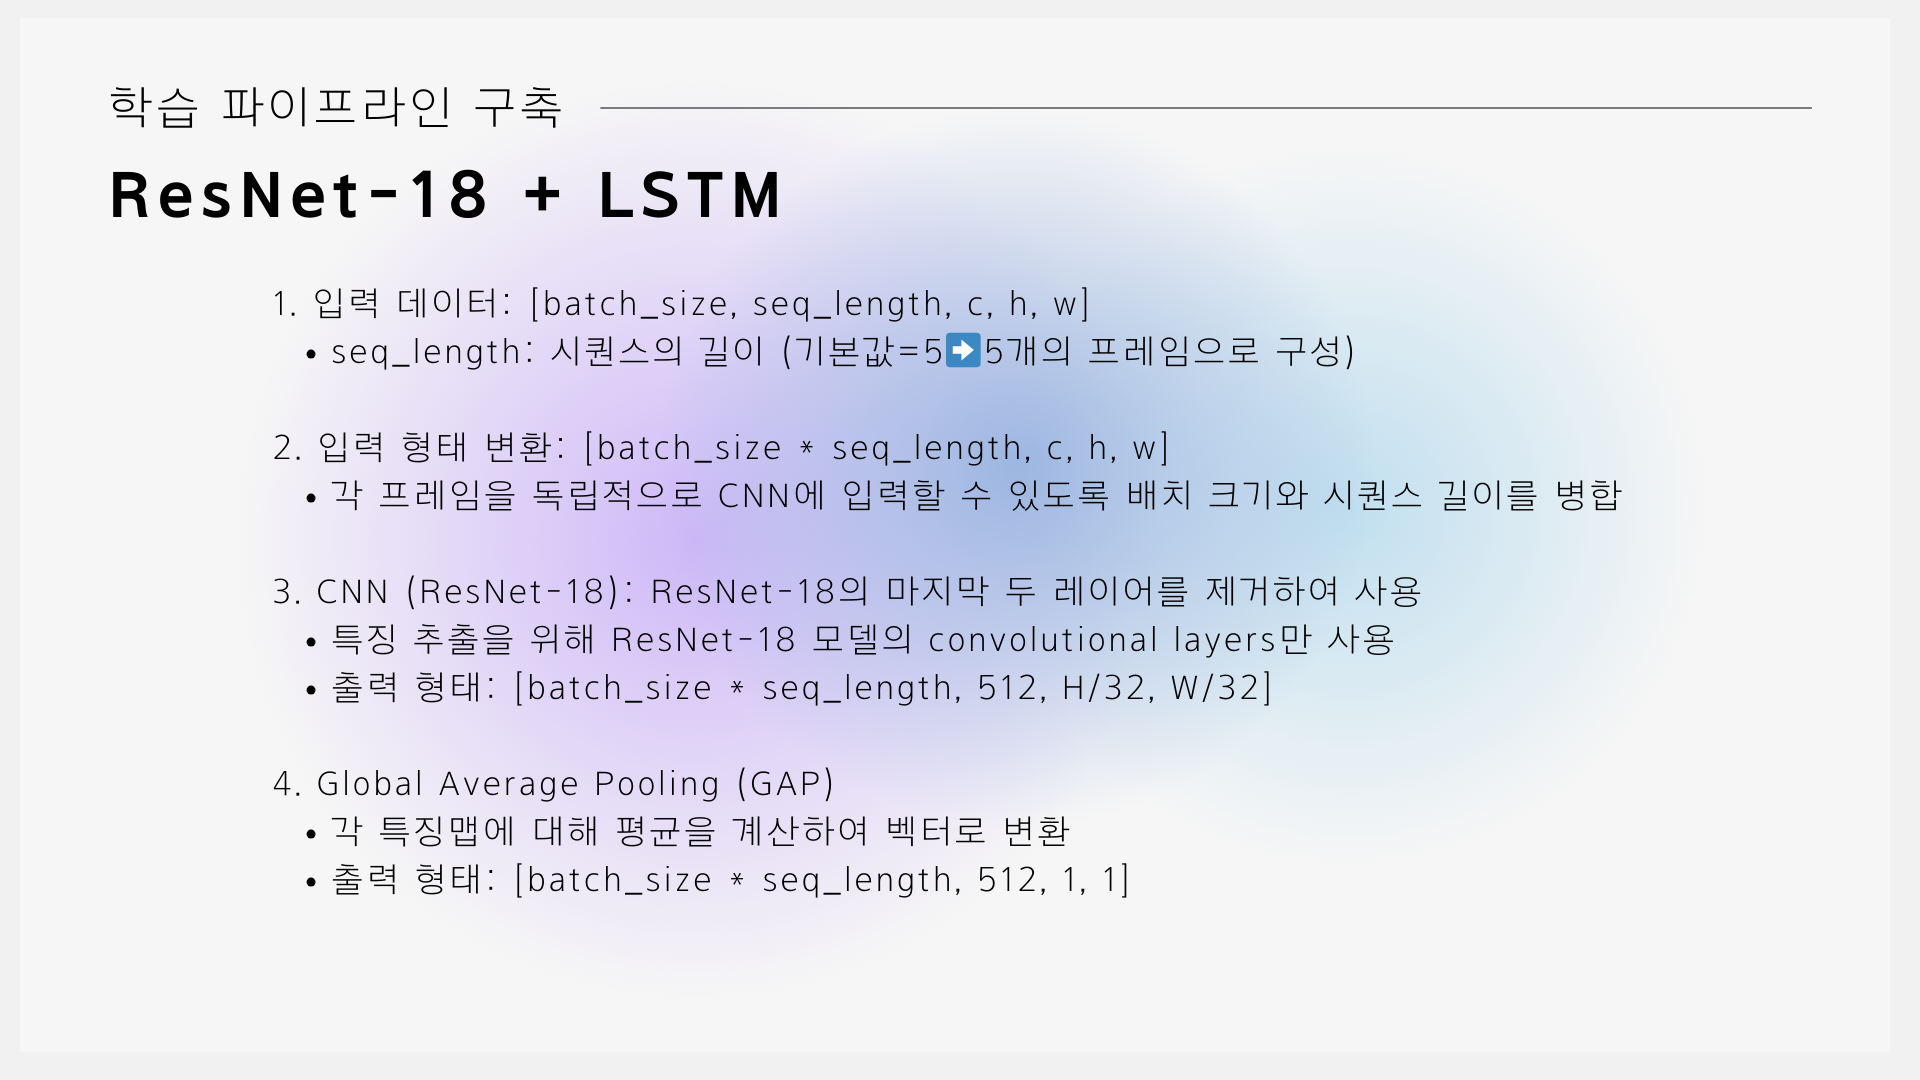 학습 파이프라인 구축
ResNet-18 + LSTM
1. 입력 데이터: [batch_size, seq_length, c, h, w]
• seq_length: 시퀀스의 길이 (기본값=5➡️5개의 프레임으로 구성)
2. 입력 형태 변환: [batch_size * seq_length, c, h, w]
• 각 프레임을 독립적으로 CNN에 입력할 수 있도록 배치 크기와 시퀀스 길이를 병합
3. CNN (ResNet-18): ResNet-18의 마지막 두 레이어를 제거하여 사용
• 특징 추출을 위해 ResNet-18 모델의 convolutional layers만 사용
• 출력 형태: [batch_size * seq_length, 512, H/32, W/32]
4. Global Average Pooling (GAP)
• 각 특징맵에 대해 평균을 계산하여 벡터로 변환
• 출력 형태: [batch_size * seq_length, 512, 1, 1]